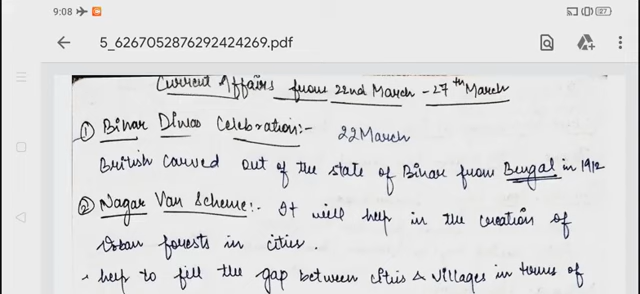 9:08
27
5_6267052876292424269.pdf
Current Affairs from 22nd March - 27th March
① Bihar Diwas Celebration:- 22 March
British Carved out of the state of Bihar from Bengal in 1912
② Nagar Van Scheme:- It will help in the creation of
Urban forests in cities.
help to fill the gap between cities & villages in terms of